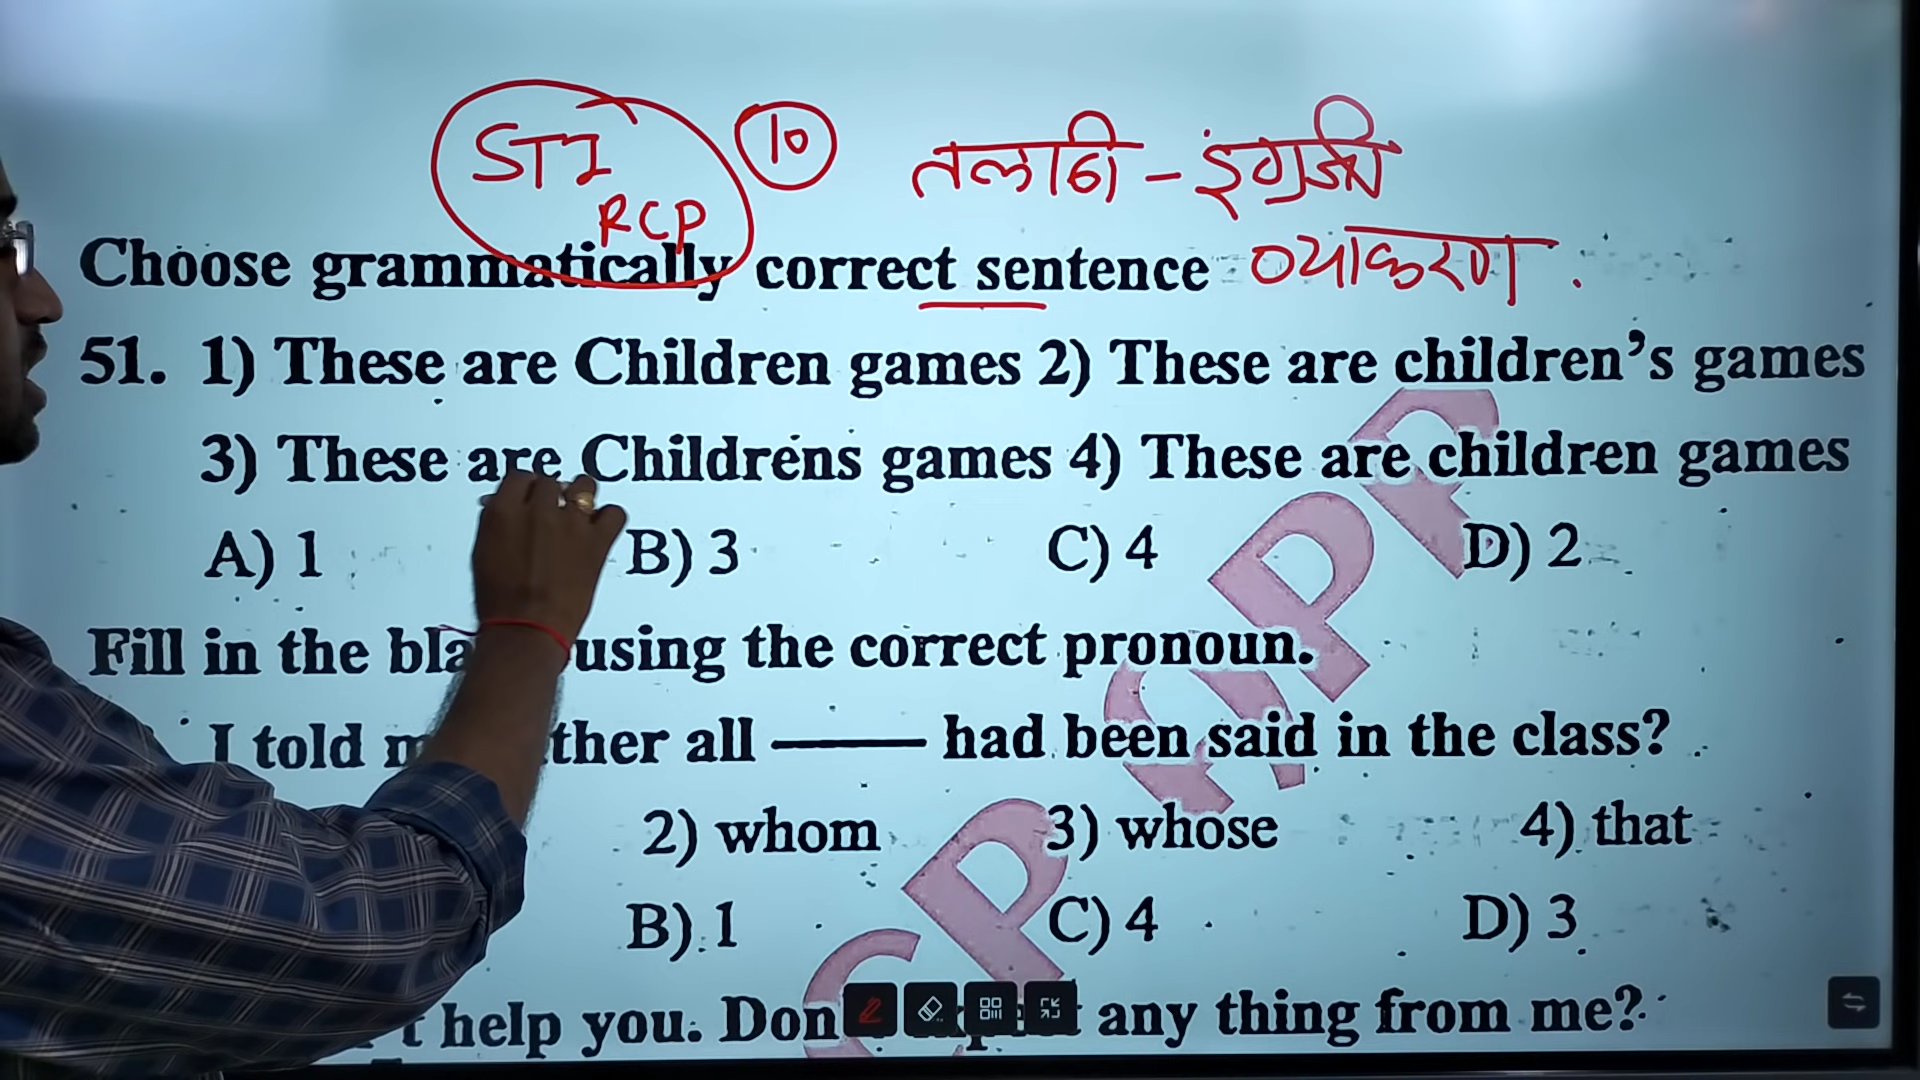 STI RCP 10 तलाठी - इंग्रजी
व्याकरण .
Choose grammatically correct sentence
51. 1) These are Children games 2) These are children's games
3) These are Childrens games 4) These are children games
A) 1 B) 3 C) 4 D) 2
Fill in the using the correct pronoun.
I told all —— had been said in the class?
2) whom 3) whose 4) that
B) 1 C) 4 D) 3
help you. any thing from me?